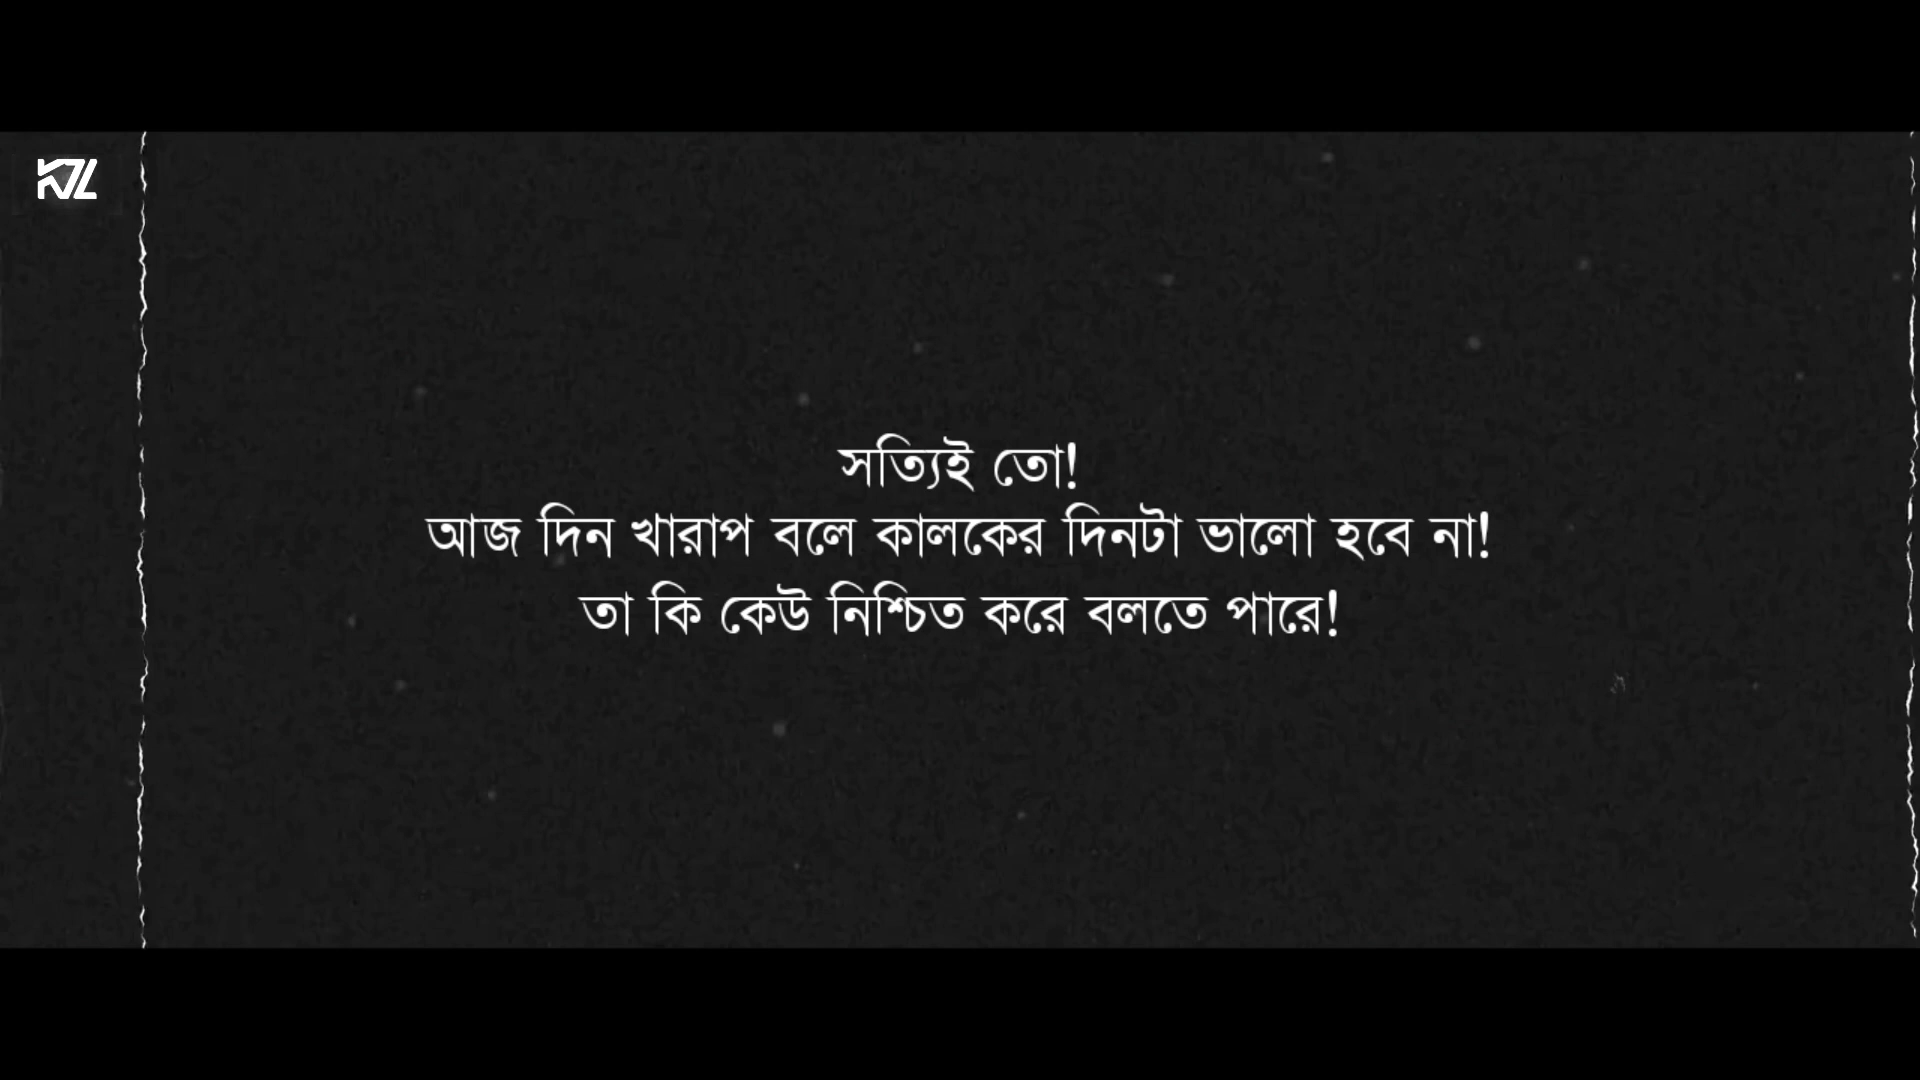 সত্যিই তো!
আজ দিন খারাপ বলে কালকের দিনটা ভালো হবে না!
তা কি কেউ নিশ্চিত করে বলতে পারে!